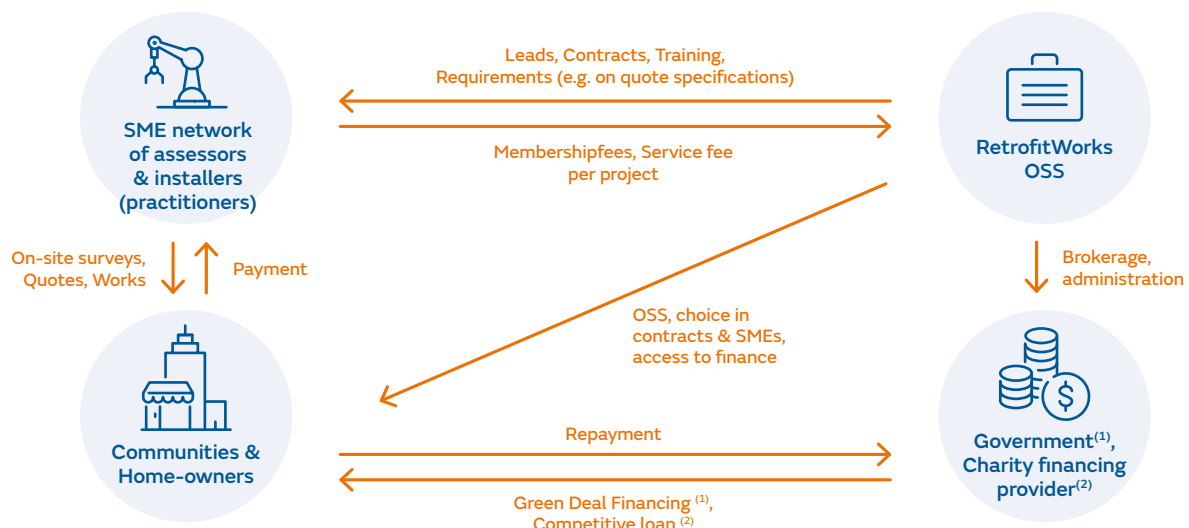 Leads, Contracts, Training,
Requirements (e.g. on quote specifications)
SME network
of assessors
& installers
(practitioners)
RetrofitWorks
OSS
Membershipfees, Service fee
per project
On-site surveys,
Quotes, Works
Payment
Brokerage,
administration
OSS, choice in
contracts & SMEs,
access to finance
$
Communities &
Home-owners
Repayment
Government(1),
Charity financing
provider(2)
Green Deal Financing (1),
Competitive loan (2)